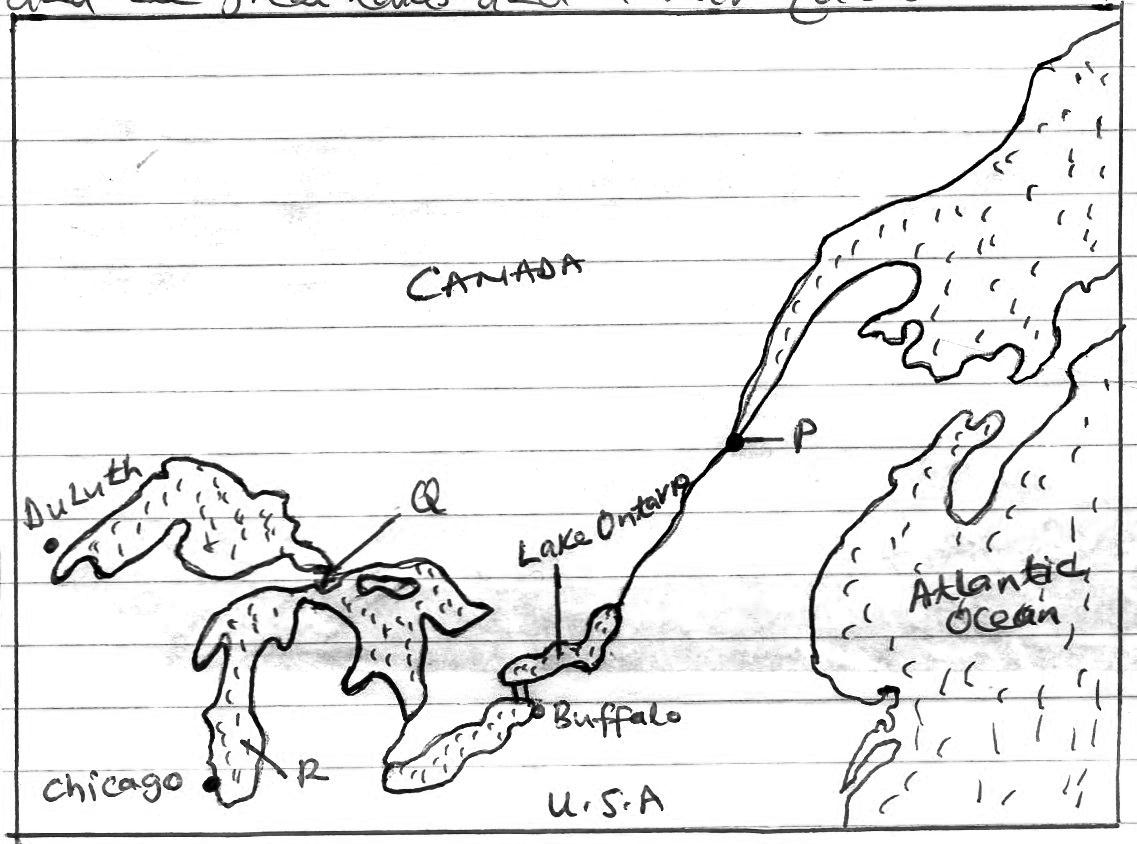 CANADA
P
Duluth
Q
Lake Ontario
Atlantic
Ocean
Buffalo
Chicago
R
U.S.A